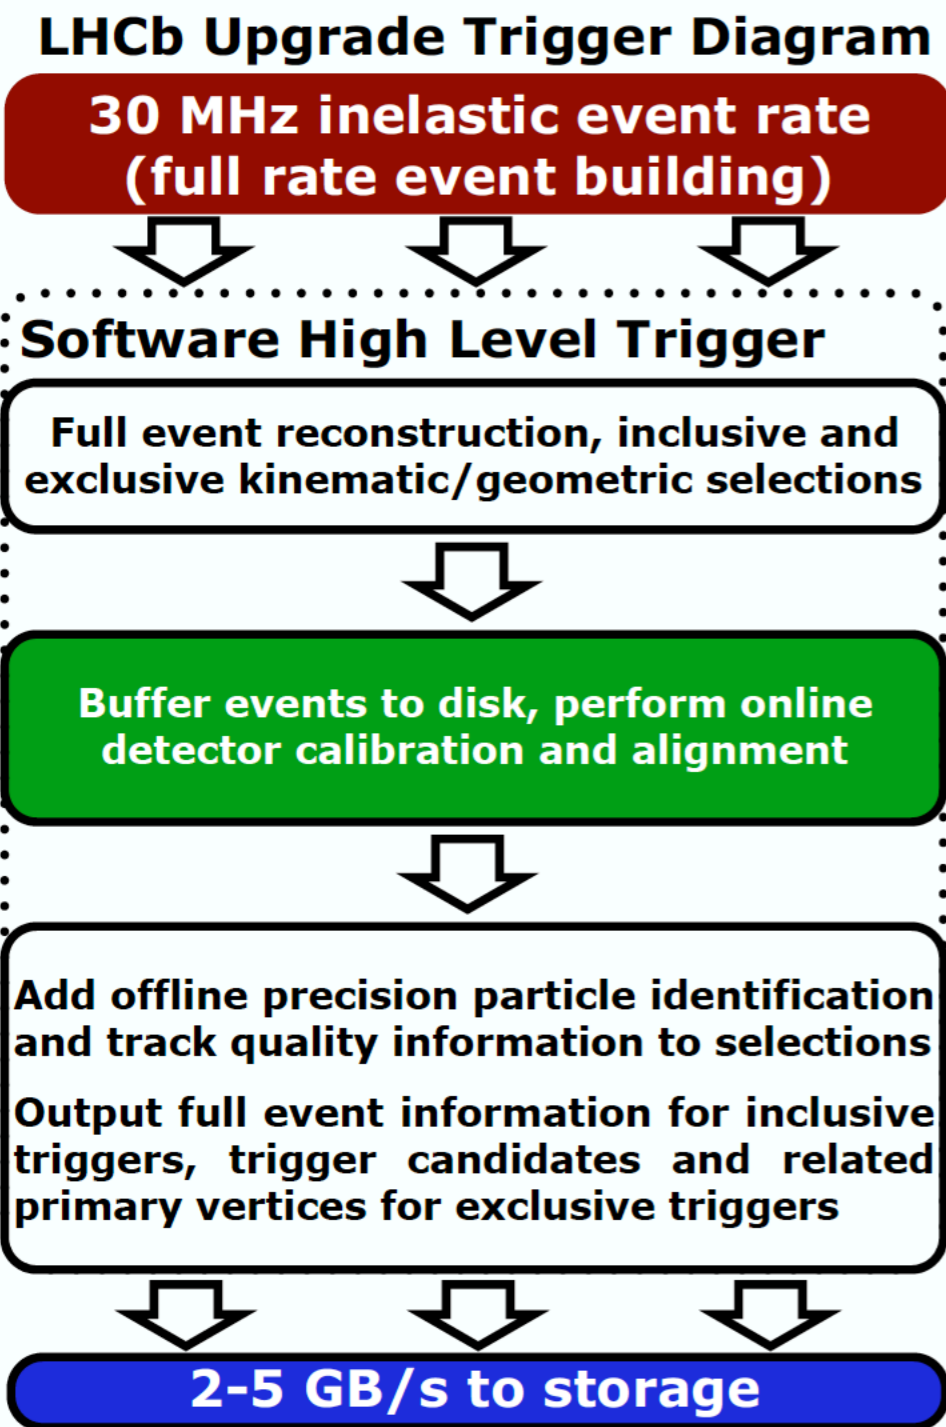 LHCb Upgrade Trigger Diagram
30 MHz inelastic event rate
(full rate event building)
Software High Level Trigger
Full event reconstruction, inclusive and
exclusive kinematic/geometric selections
Buffer events to disk, perform online
detector calibration and alignment
Add offline precision particle identification
and track quality information to selections
Output full event information for inclusive
triggers, trigger candidates and related
primary vertices for exclusive triggers
2-5 GB/s to storage